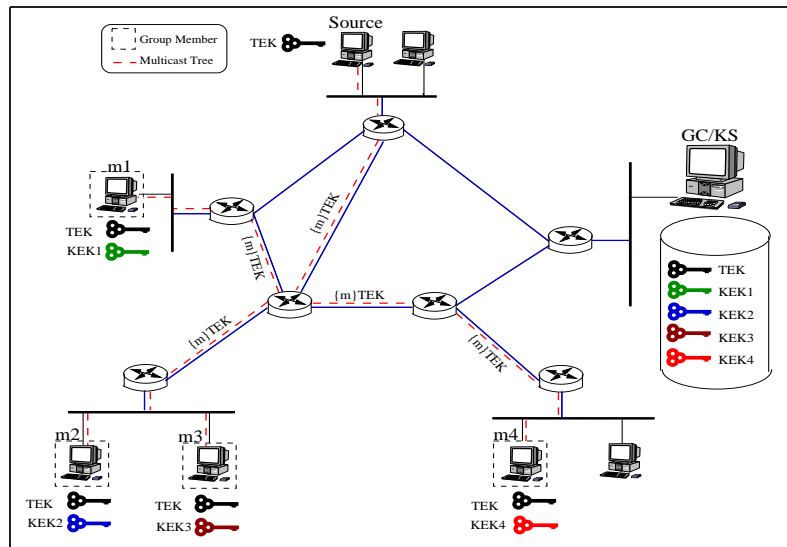 Group Member
Multicast Tree
Source
TEK
GC/KS
m1
TEK
KEK1
{m}TEK
{m}TEK
{m}TEK
{m}TEK
{m}TEK
TEK
KEK1
KEK2
KEK3
KEK4
m2
m3
m4
TEK
KEK2
TEK
KEK3
TEK
KEK4